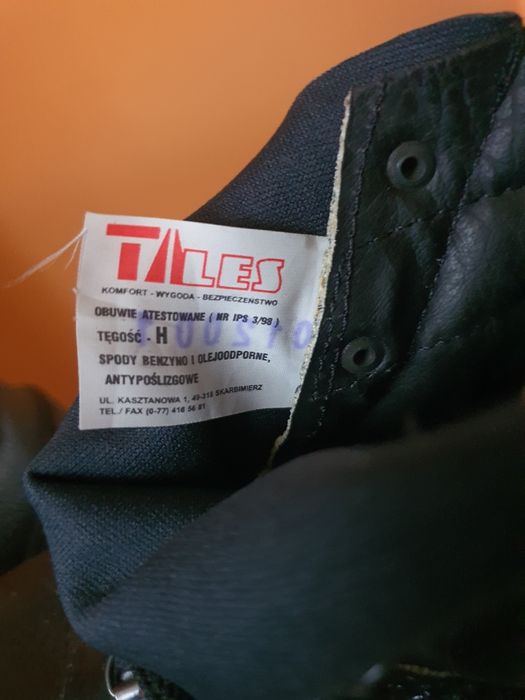 TALES
KOMFORT - WYGODA - BEZPIECZEŃSTWO
OBUWIE ATESTOWANE ( NR IPS 3/98 )
TĘGOŚĆ - H
SPODY BENZYNO I OLEJOODPORNE,
ANTYPOŚLIZGOWE
UL. KASZTANOWA 1, 49-318 SKARBIMIERZ
TEL./ FAX (0-77) 416 56 81